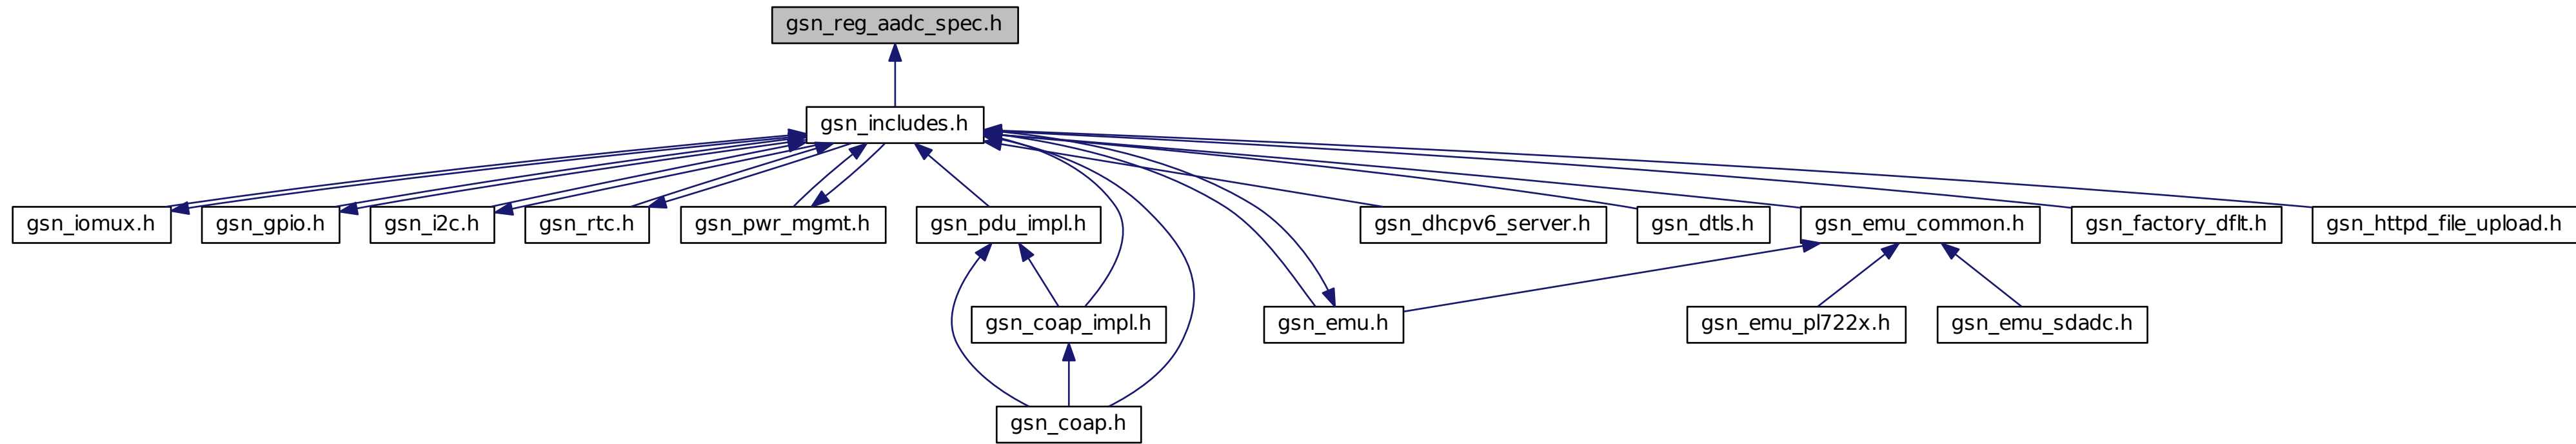 gsn_reg_aadc_spec.h
gsn_includes.h
gsn_iomux.h
gsn_gpio.h
gsn_i2c.h
gsn_rtc.h
gsn_pwr_mgmt.h
gsn_pdu_impl.h
gsn_dhcpv6_server.h
gsn_dtls.h
gsn_emu_common.h
gsn_factory_dflt.h
gsn_httpd_file_upload.h
gsn_coap_impl.h
gsn_emu.h
gsn_emu_pl722x.h
gsn_emu_sdadc.h
gsn_coap.h